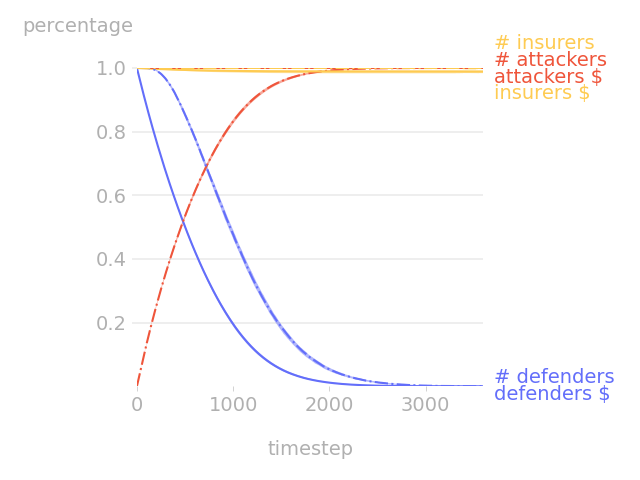 percentage
# insurers
# attackers
attackers $
insurers $
1.0
0.8
0.6
0.4
0.2
# defenders
defenders $
0 1000 2000 3000
timestep